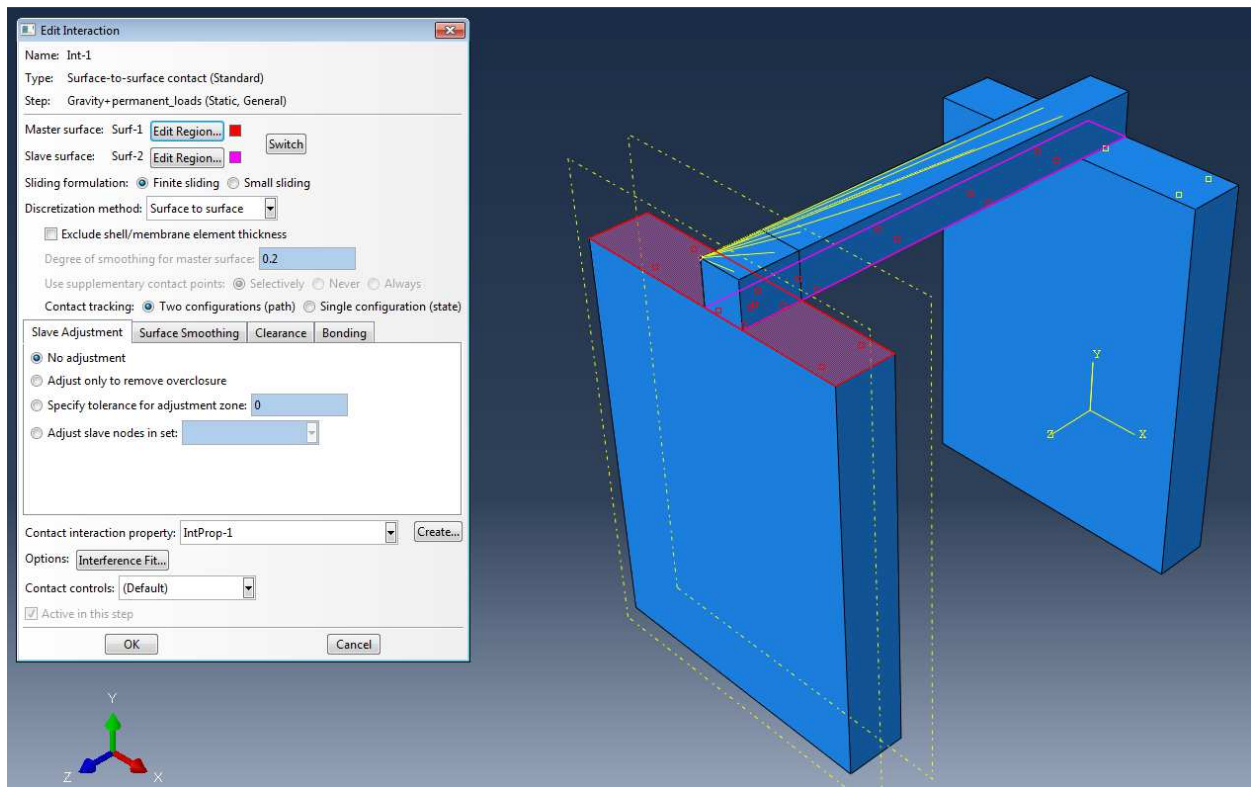 Edit Interaction
Name: Int-1
Type: Surface-to-surface contact (Standard)
Step: Gravity+permanent_loads (Static, General)
Master surface: Surf-1 Edit Region...
Switch
Slave surface: Surf-2 Edit Region...
Sliding formulation: Finite sliding Small sliding
Discretization method: Surface to surface
Exclude shell/membrane element thickness
Degree of smoothing for master surface: 0.2
Use supplementary contact points: Selectively Never Always
Contact tracking: Two configurations (path) Single configuration (state)
Slave Adjustment Surface Smoothing Clearance Bonding
No adjustment
Adjust only to remove overclosure
Specify tolerance for adjustment zone: 0
Adjust slave nodes in set:
Contact interaction property: IntProp-1 Create...
Options: Interference Fit...
Contact controls: (Default)
Active in this step
OK Cancel
Y
Z X
Y
Z X